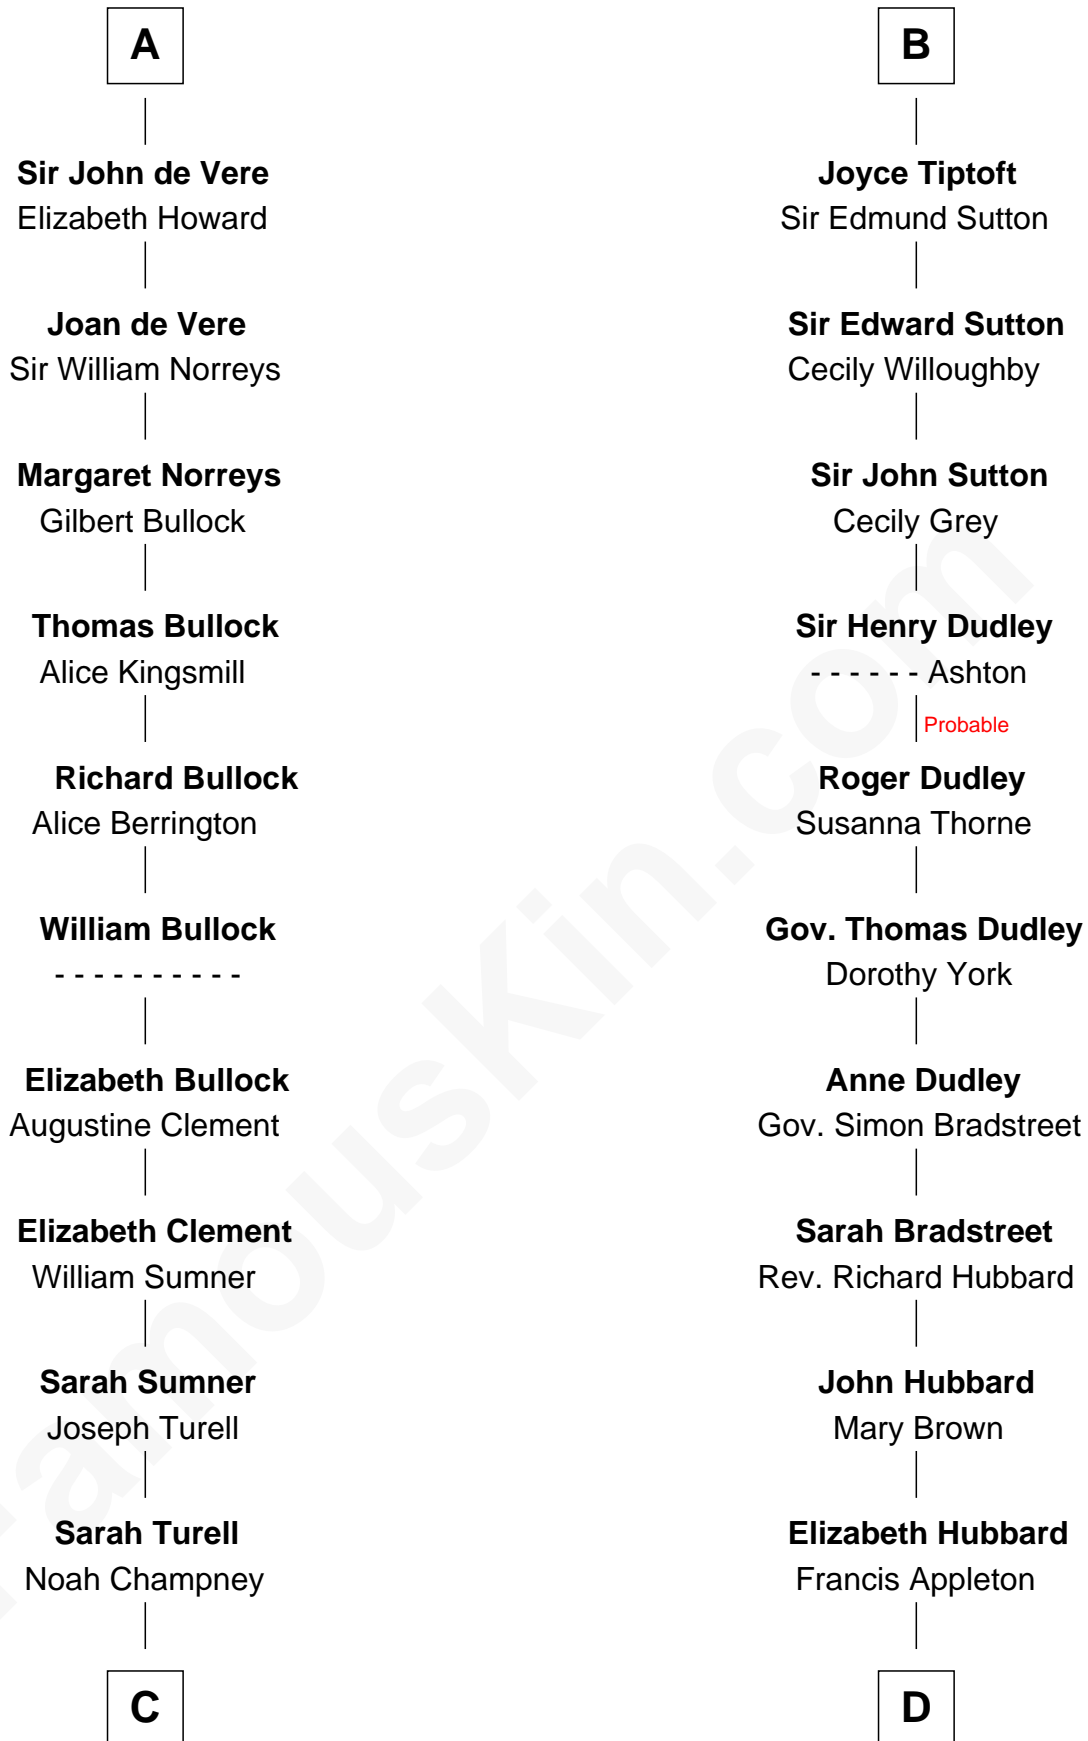 A
Sir John de Vere
Elizabeth Howard
Joan de Vere
Sir William Norreys
Margaret Norreys
Gilbert Bullock
Thomas Bullock
Alice Kingsmill
Richard Bullock
Alice Berrington
William Bullock
- - - - - - - - - -
Elizabeth Bullock
Augustine Clement
Elizabeth Clement
William Sumner
Sarah Sumner
Joseph Turell
Sarah Turell
Noah Champney
C
B
Joyce Tiptoft
Sir Edmund Sutton
Sir Edward Sutton
Cecily Willoughby
Sir John Sutton
Cecily Grey
Sir Henry Dudley
- - - - - - Ashton
Probable
Roger Dudley
Susanna Thorne
Gov. Thomas Dudley
Dorothy York
Anne Dudley
Gov. Simon Bradstreet
Sarah Bradstreet
Rev. Richard Hubbard
John Hubbard
Mary Brown
Elizabeth Hubbard
Francis Appleton
D
FamousKin.com